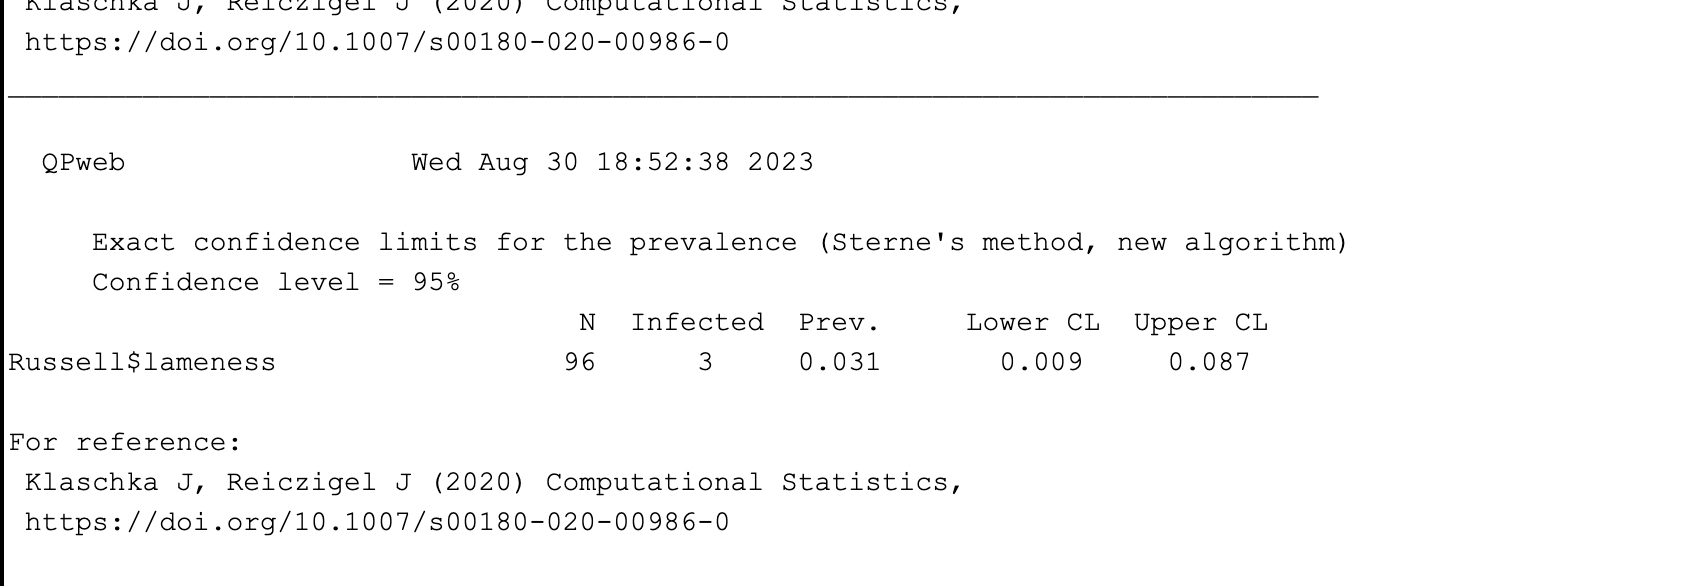 Klaschka J, Reiczigel J (2020) Computational Statistics,
https://doi.org/10.1007/s00180-020-00986-0
______________________________________________________________________________
QPweb Wed Aug 30 18:52:38 2023
Exact confidence limits for the prevalence (Sterne's method, new algorithm)
Confidence level = 95%
N Infected Prev. Lower CL Upper CL
Russell$lameness 96 3 0.031 0.009 0.087
For reference:
Klaschka J, Reiczigel J (2020) Computational Statistics,
https://doi.org/10.1007/s00180-020-00986-0